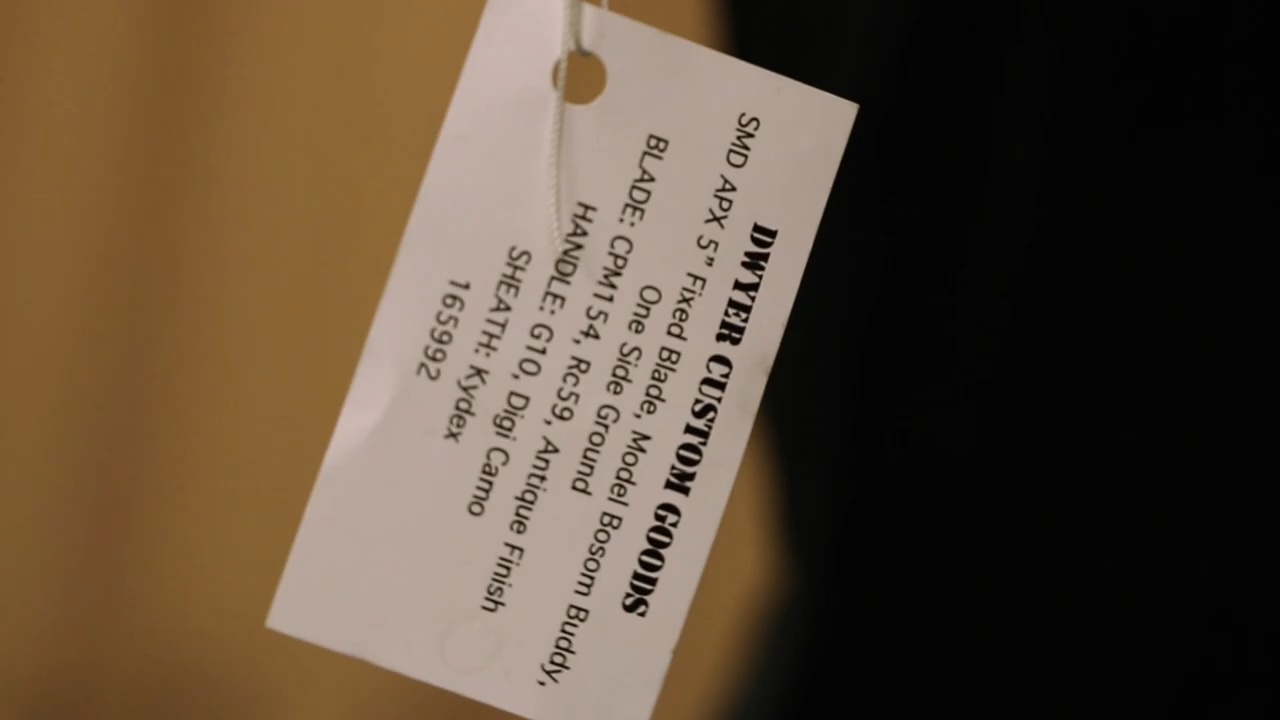 DWYER CUSTOM GOODS
SMD APX 5" Fixed Blade, Model Bosom Buddy,
One Side Ground
BLADE: CPM154, Rc59, Antique Finish
HANDLE: G10, Digi Camo
SHEATH: Kydex
165992